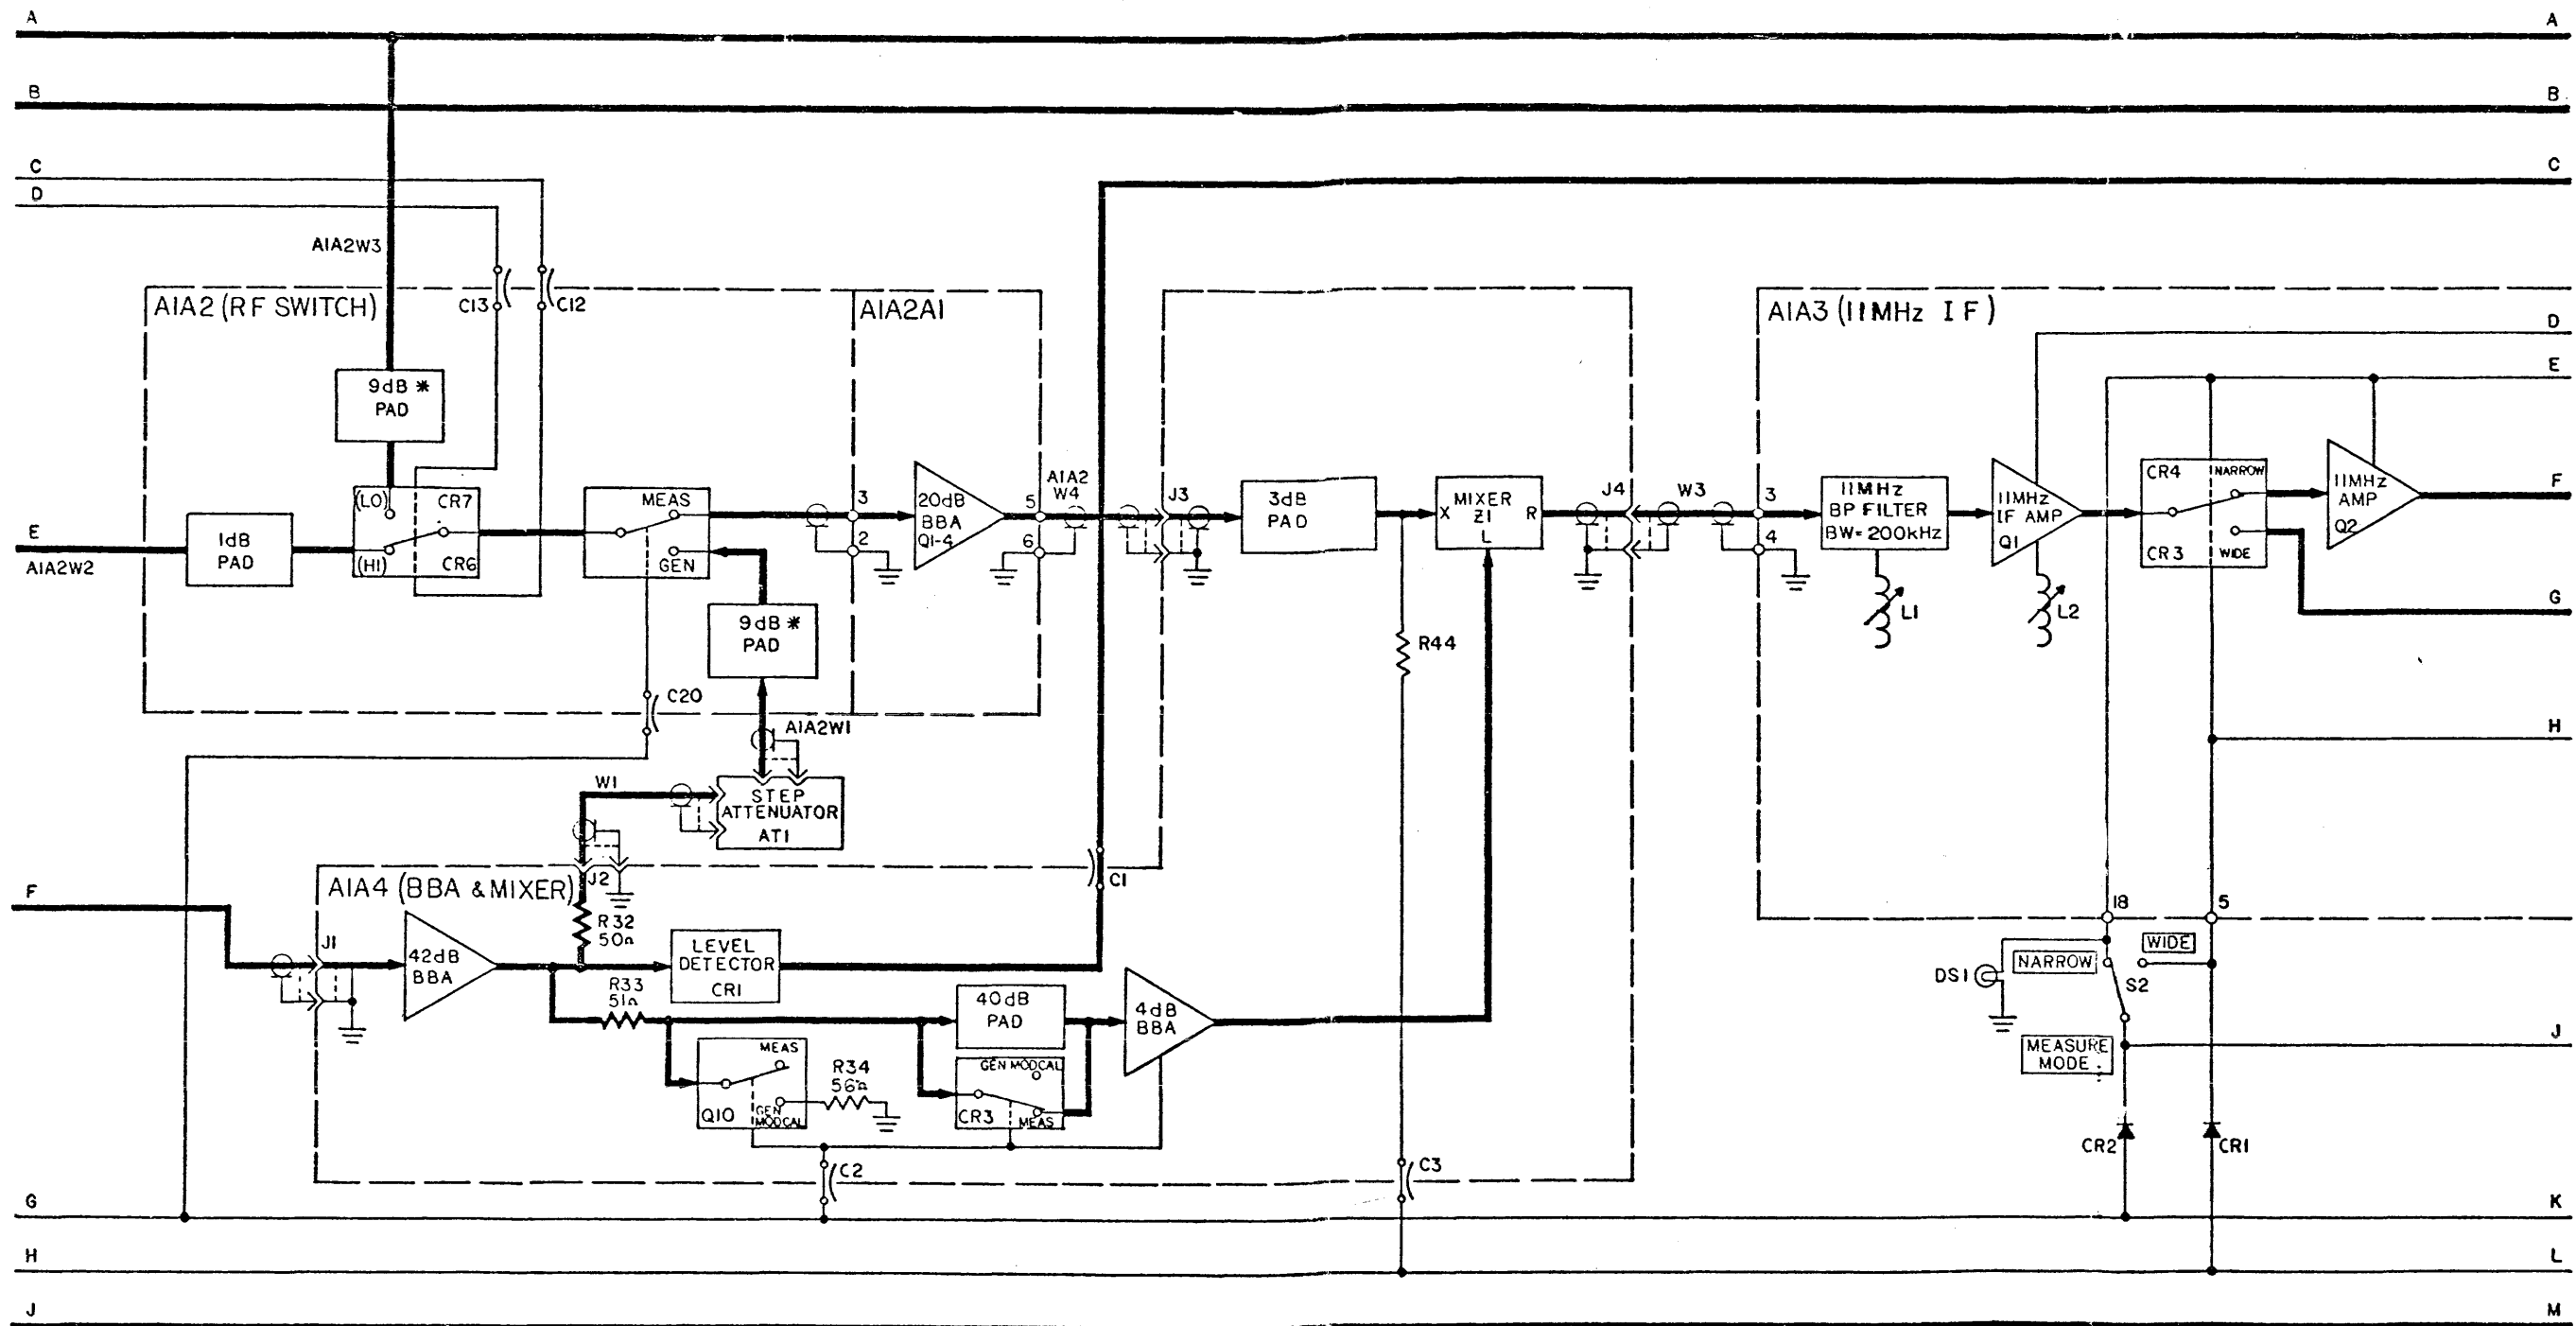 A
A
B
B
C
C
D
A1A2W3
A1A2 (RF SWITCH)
C13
C12
A1A2A1
A1A3 (11MHz IF)
D
E
9dB *
PAD
(LO)
CR7
(HI)
CR6
MEAS
GEN
3
2
20dB
BBA
Q1-4
5
6
A1A2
W4
J3
3dB
PAD
MIXER
Z1
X
R
L
J4
W3
3
4
11MHz
BP FILTER
BW=200kHz
11MHz
IF AMP
Q1
CR4
NARROW
CR3
WIDE
11MHz
AMP
Q2
F
E
A1A2W2
1dB
PAD
9dB *
PAD
L1
L2
G
R44
C20
A1A2W1
H
W1
STEP
ATTENUATOR
AT1
F
A1A4 (BBA & MIXER)
J2
C1
R32
50Ω
J1
42dB
BBA
LEVEL
DETECTOR
CR1
R33
51Ω
40dB
PAD
4dB
BBA
18
5
WIDE
NARROW
DS1
S2
MEASURE
MODE
J
MEAS
Q10
GEN
MODCAL
R34
56Ω
GEN MODCAL
CR3
MEAS
CR2
CR1
C2
C3
G
K
H
L
J
M